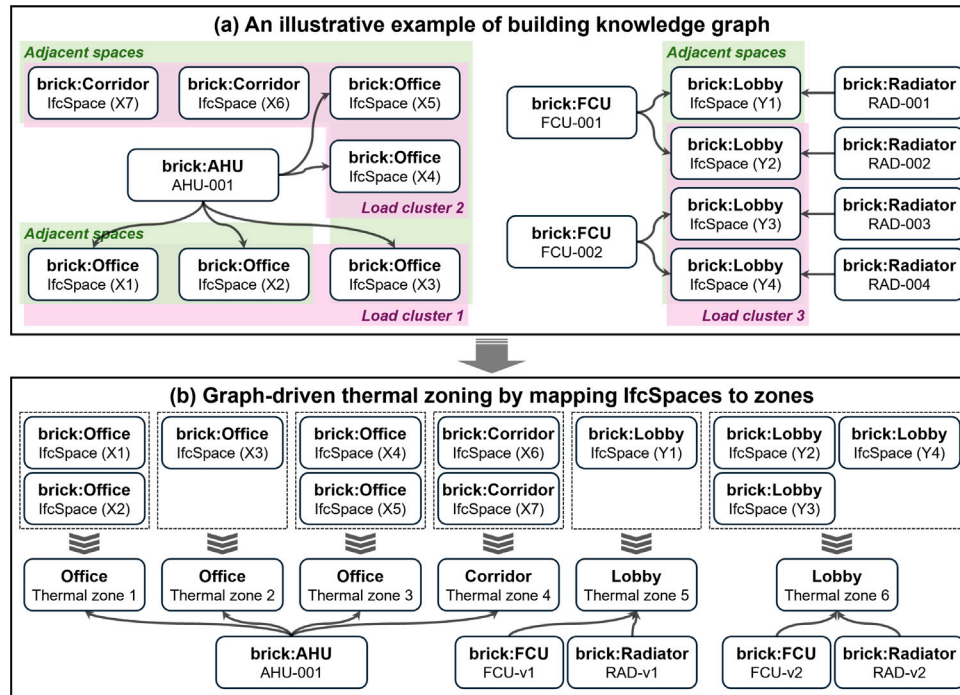 (a) An illustrative example of building knowledge graph
Adjacent spaces
brick:Corridor
IfcSpace (X7)
brick:Corridor
IfcSpace (X6)
brick:Office
IfcSpace (X5)
brick:AHU
AHU-001
brick:Office
IfcSpace (X4)
Load cluster 2
Adjacent spaces
brick:Office
IfcSpace (X1)
brick:Office
IfcSpace (X2)
brick:Office
IfcSpace (X3)
Load cluster 1
Adjacent spaces
brick:FCU
FCU-001
brick:Lobby
IfcSpace (Y1)
brick:Radiator
RAD-001
brick:Lobby
IfcSpace (Y2)
brick:Radiator
RAD-002
brick:FCU
FCU-002
brick:Lobby
IfcSpace (Y3)
brick:Radiator
RAD-003
brick:Lobby
IfcSpace (Y4)
brick:Radiator
RAD-004
Load cluster 3
(b) Graph-driven thermal zoning by mapping IfcSpaces to zones
brick:Office
IfcSpace (X1)
brick:Office
IfcSpace (X2)
brick:Office
IfcSpace (X3)
brick:Office
IfcSpace (X4)
brick:Office
IfcSpace (X5)
brick:Corridor
IfcSpace (X6)
brick:Corridor
IfcSpace (X7)
brick:Lobby
IfcSpace (Y1)
brick:Lobby
IfcSpace (Y2)
brick:Lobby
IfcSpace (Y4)
brick:Lobby
IfcSpace (Y3)
Office
Thermal zone 1
Office
Thermal zone 2
Office
Thermal zone 3
Corridor
Thermal zone 4
Lobby
Thermal zone 5
Lobby
Thermal zone 6
brick:AHU
AHU-001
brick:FCU
FCU-v1
brick:Radiator
RAD-v1
brick:FCU
FCU-v2
brick:Radiator
RAD-v2